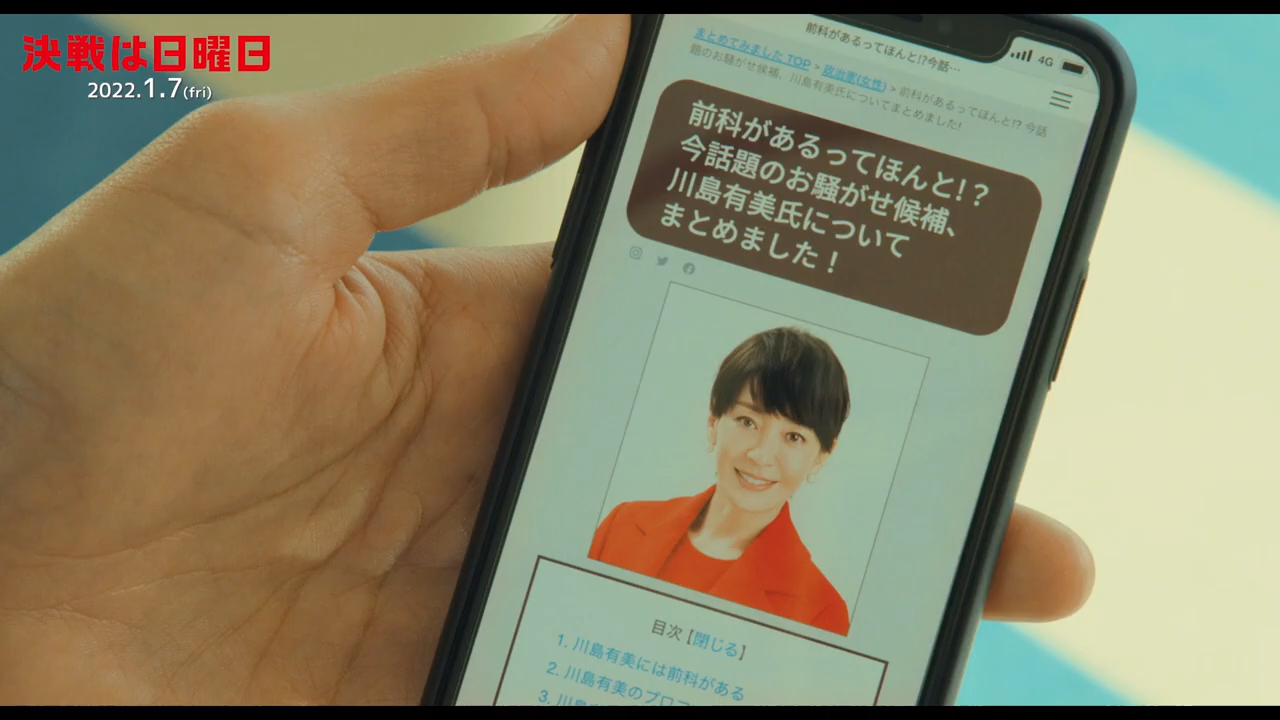 決戦は日曜日
2022.1.7(fri)
前科があるってほんと!?今話…
4G
まとめてみました TOP > 政治家(女性) > 前科があるってほんと!? 今話
題のお騒がせ候補、川島有美氏についてまとめました!
前科があるってほんと!?
今話題のお騒がせ候補、
川島有美氏について
まとめました!
目次【閉じる】
1. 川島有美には前科がある
2. 川島有美のプロフ
3. 川島